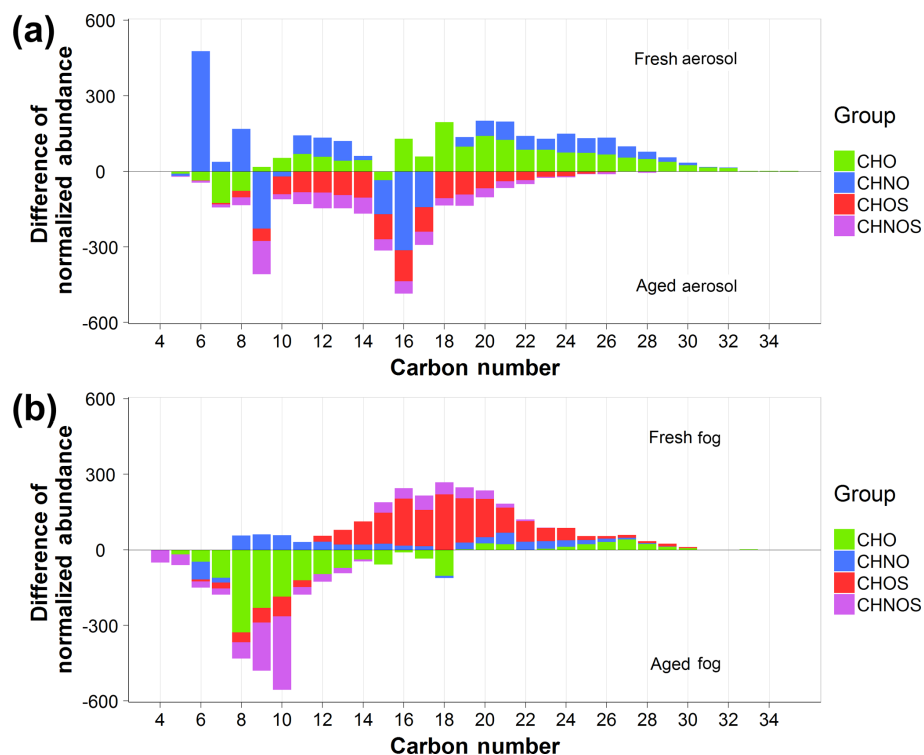 (a)
Difference of
normalized abundance
600
300
0
-300
-600
Fresh aerosol
Aged aerosol
4 6 8 10 12 14 16 18 20 22 24 26 28 30 32 34
Carbon number
Group
CHO
CHNO
CHOS
CHNOS
(b)
Difference of
normalized abundance
600
300
0
-300
-600
Fresh fog
Aged fog
4 6 8 10 12 14 16 18 20 22 24 26 28 30 32 34
Carbon number
Group
CHO
CHNO
CHOS
CHNOS